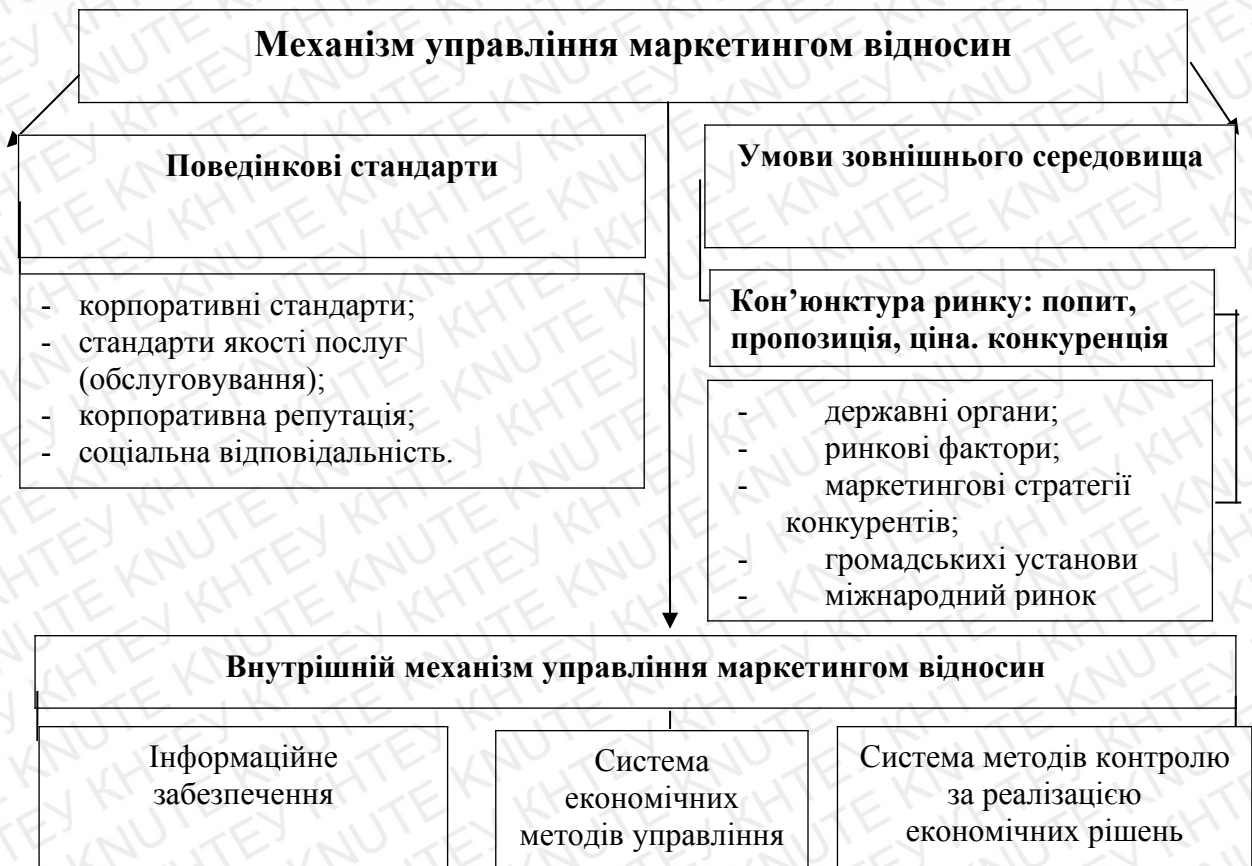 Механізм управління маркетингом відносин
Поведінкові стандарти
Умови зовнішнього середовища
- корпоративні стандарти;
- стандарти якості послуг
(обслуговування);
- корпоративна репутація;
- соціальна відповідальність.
Кон’юнктура ринку: попит,
пропозиція, ціна. конкуренція
- державні органи;
- ринкові фактори;
- маркетингові стратегії
конкурентів;
- громадськихі установи
- міжнародний ринок
Внутрішній механізм управління маркетингом відносин
Інформаційне
забезпечення
Система
економічних
методів управління
Система методів контролю
за реалізацією
економічних рішень